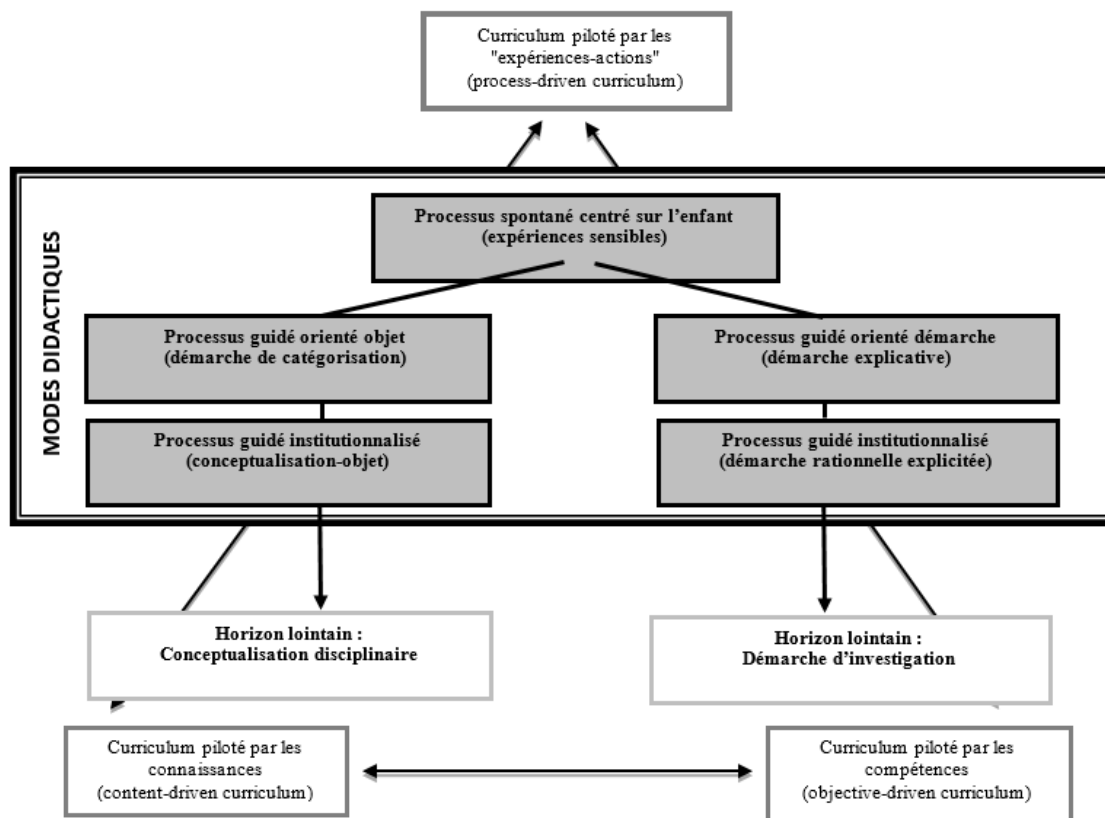 Curriculum piloté par les
"expériences-actions"
(process-driven curriculum)
MODES DIDACTIQUES
Processus spontané centré sur l’enfant
(expériences sensibles)
Processus guidé orienté objet
(démarche de catégorisation)
Processus guidé orienté démarche
(démarche explicative)
Processus guidé institutionnalisé
(conceptualisation-objet)
Processus guidé institutionnalisé
(démarche rationnelle explicitée)
Horizon lointain :
Conceptualisation disciplinaire
Horizon lointain :
Démarche d’investigation
Curriculum piloté par les
connaissances
(content-driven curriculum)
Curriculum piloté par les
compétences
(objective-driven curriculum)